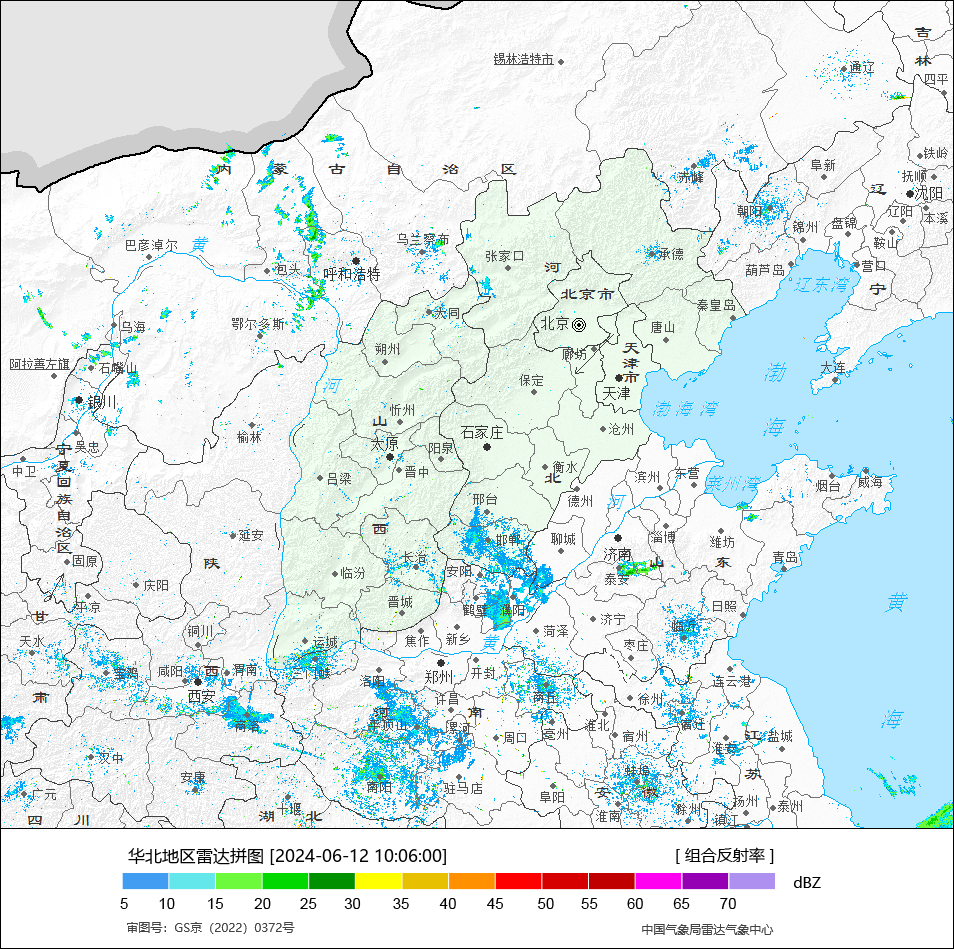 吉
锡林浩特市
林
通辽
四平
内 蒙 古 自 治 区
铁岭
阜新
赤峰
抚顺
辽
沈阳
朝阳
辽阳
本溪
锦州
盘锦
鞍山
巴彦卓尔
黄
乌兰察布
张家口
河
承德
葫芦岛
营口
包头
呼和浩特
辽东湾
宁
北京市
秦皇岛
大同
鄂尔多斯
乌海
北京
唐山
朔州
廊坊
天津市
阿拉善左旗
石嘴山
保定
大连
渤
河
天津
银川
忻州
渤海湾
山
沧州
海
榆林
石家庄
吴忠
太原
阳泉
宁夏回族自治区
中卫
晋中
衡水
吕梁
北
滨州
东营
莱州湾
烟台
威海
邢台
德州
河
西
延安
邯郸
聊城
淄博
潍坊
济南
固原
陕
长治
山
东
青岛
临汾
安阳
泰安
庆阳
平凉
甘
晋城
鹤壁
濮阳
日照
黄
济宁
铜川
天水
运城
焦作
新乡
黄
菏泽
临沂
枣庄
宝鸡
咸阳
西
渭南
三门峡
洛阳
郑州
开封
连云港
肃
西安
许昌
商丘
徐州
河
南
商洛
平顶山
漯河
淮北
宿迁
海
周口
亳州
宿州
江
盐城
淮安
汉中
安康
南阳
蚌埠
苏
广元
驻马店
阜阳
安
徽
扬州
泰州
十堰
淮南
滁州
四 川
湖 北
镇江
华北地区雷达拼图 [2024-06-12 10:06:00]
[ 组合反射率 ]
dBZ
5 10 15 20 25 30 35 40 45 50 55 60 65 70
审图号：GS京（2022）0372号
中国气象局雷达气象中心